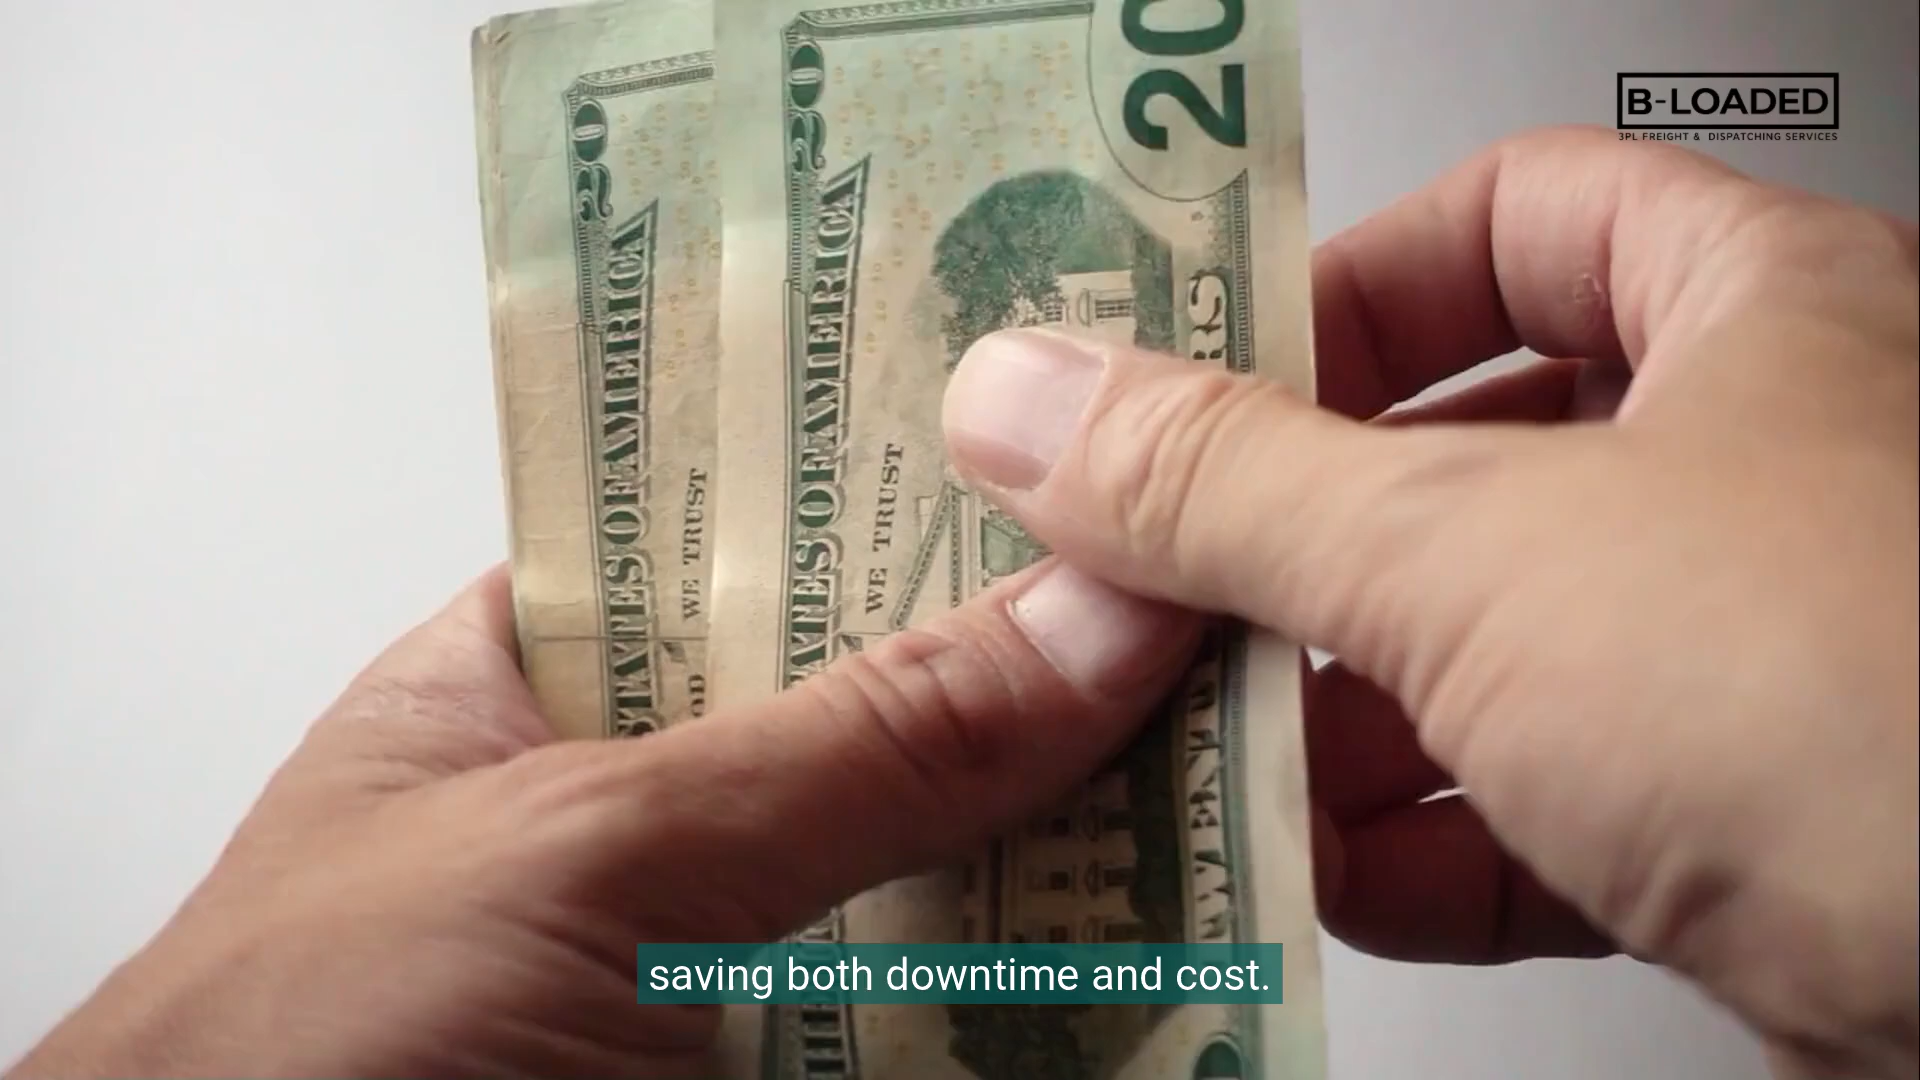 B-LOADED
3PL FREIGHT & DISPATCHING SERVICES
20
20
STATES OF AMERICA
WE TRUST
20
STATES OF AMERICA
WE TRUST
saving both downtime and cost.